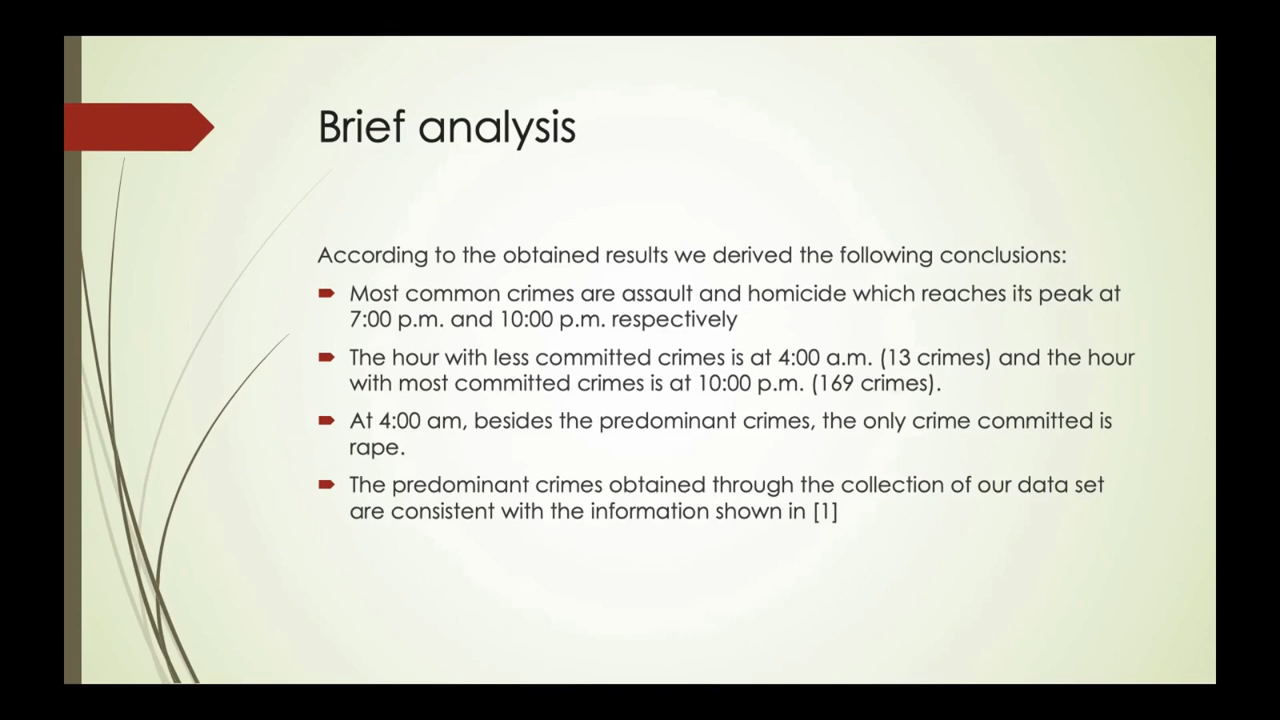 Brief analysis
According to the obtained results we derived the following conclusions:
Most common crimes are assault and homicide which reaches its peak at
7:00 p.m. and 10:00 p.m. respectively
The hour with less committed crimes is at 4:00 a.m. (13 crimes) and the hour
with most committed crimes is at 10:00 p.m. (169 crimes).
At 4:00 am, besides the predominant crimes, the only crime committed is
rape.
The predominant crimes obtained through the collection of our data set
are consistent with the information shown in [1]